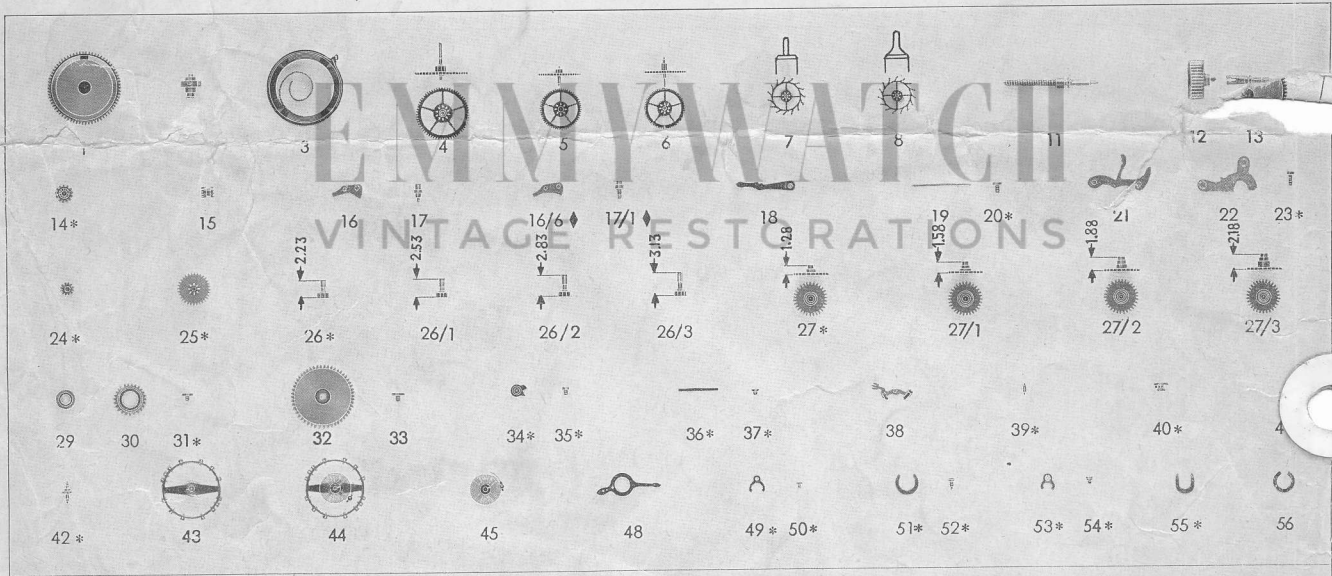 EMMYWATCH
VINTAGE RESTORATIONS
1 3 4 5 6 7 8 11 12 13
14* 15 16 17 16/6♦ 17/1♦ 18 19 20* 21 22 23*
2.23 2.53 2.83 3.13 1.28 1.58 1.88 2.18
24* 25* 26* 26/1 26/2 26/3 27* 27/1 27/2 27/3
29 30 31* 32 33 34* 35* 36* 37* 38 39* 40*
42* 43 44 45 48 49* 50* 51* 52* 53* 54* 55* 56